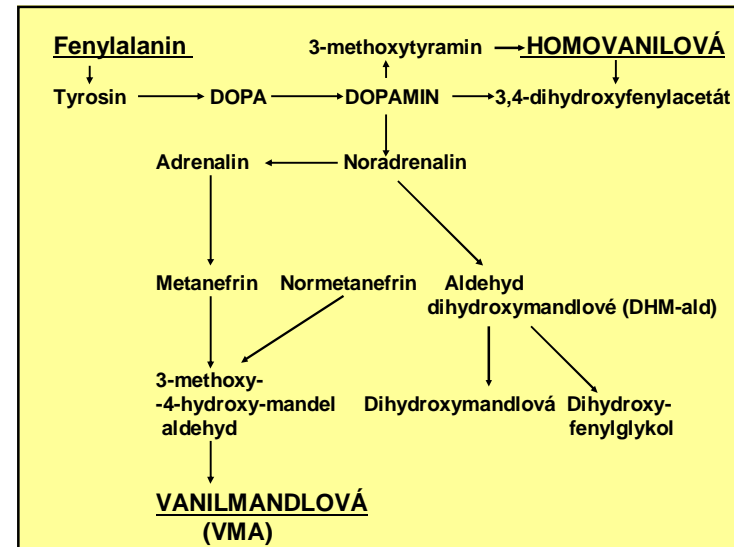 Fenylalanin
3-methoxytyramin
HOMOVANILOVÁ
Tyrosin
DOPA
DOPAMIN
3,4-dihydroxyfenylacetát
Adrenalin
Noradrenalin
Metanefrin
Normetanefrin
Aldehyd
dihydroxymandlové (DHM-ald)
3-methoxy-
-4-hydroxy-mandel
aldehyd
Dihydroxymandlová
Dihydroxy-
fenylglykol
VANILMANDLOVÁ
(VMA)